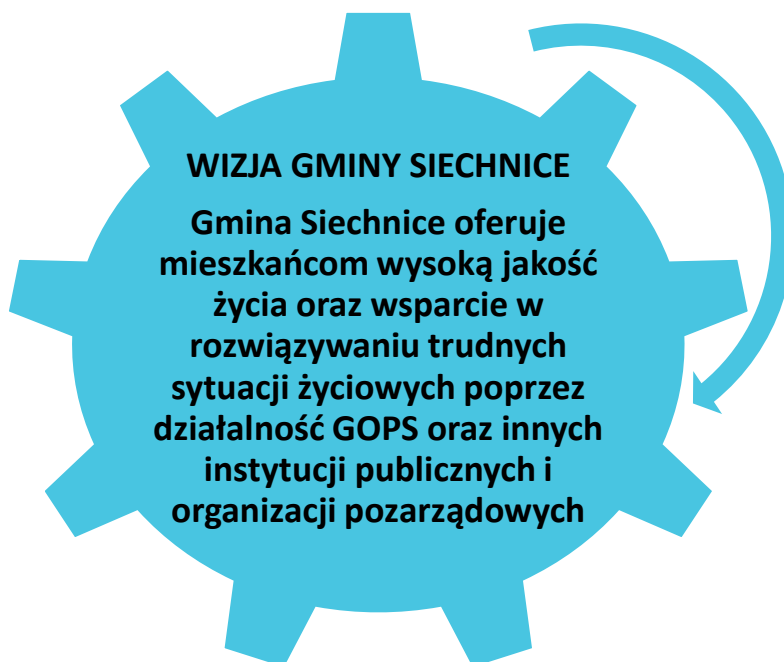 WIZJA GMINY SIECHNICE
Gmina Siechnice oferuje
mieszkańcom wysoką jakość
życia oraz wsparcie w
rozwiązywaniu trudnych
sytuacji życiowych poprzez
działalność GOPS oraz innych
instytucji publicznych i
organizacji pozarządowych